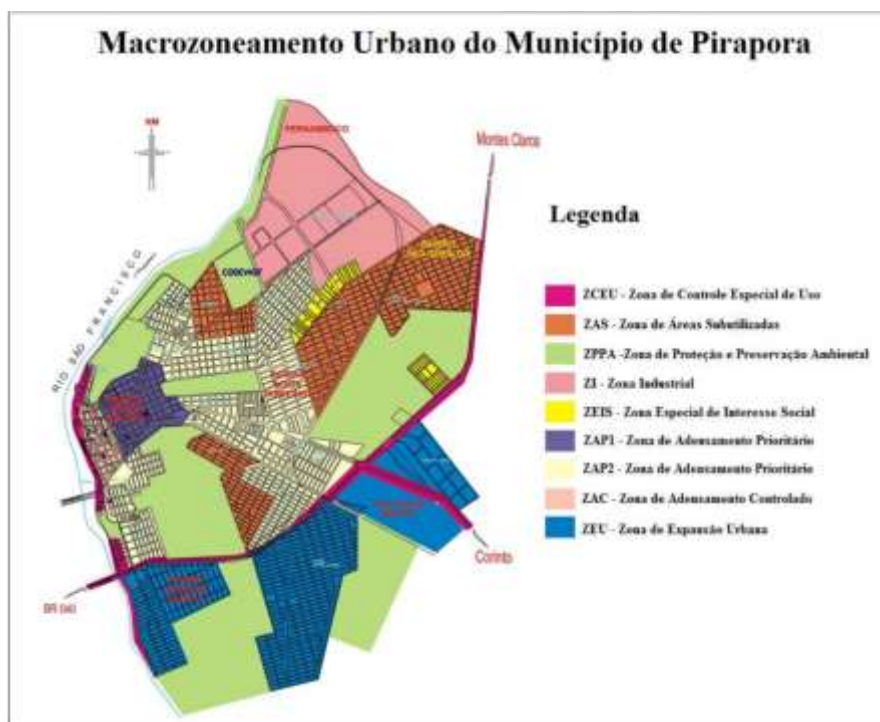 Macrozoneamento Urbano do Município de Pirapora
NM
PERNAMBUCO
Montes Claros
RIO SÃO FRANCISCO
CODEVASF
Legenda
ZCEU - Zona de Controle Especial de Uso
ZAS - Zona de Áreas Subutilizadas
ZPPA -Zona de Proteção e Preservação Ambiental
ZI - Zona Industrial
ZEIS - Zona Especial de Interesse Social
ZAP1 - Zona de Adensamento Prioritário
ZAP2 - Zona de Adensamento Prioritário
ZAC - Zona de Adensamento Controlado
ZEU - Zona de Expansão Urbana
Corinto
BR 040